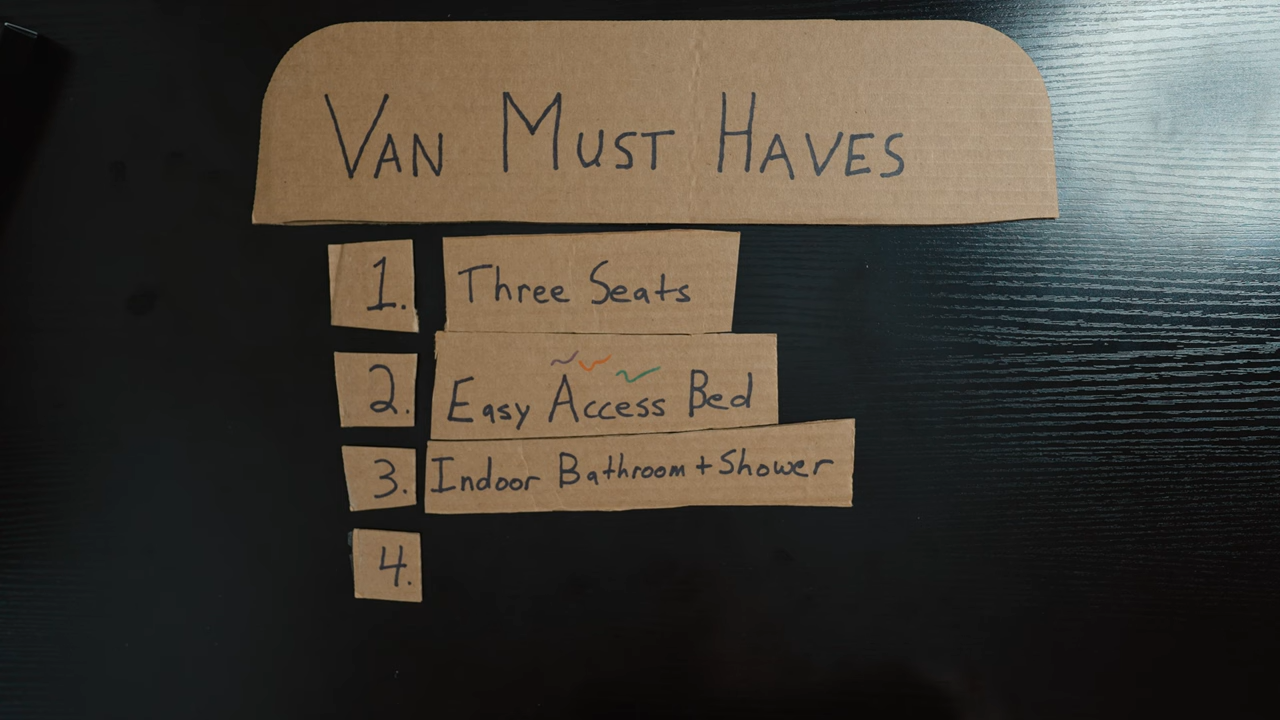 Van Must Haves
1. Three Seats
2. Easy Access Bed
3. Indoor Bathroom + Shower
4.